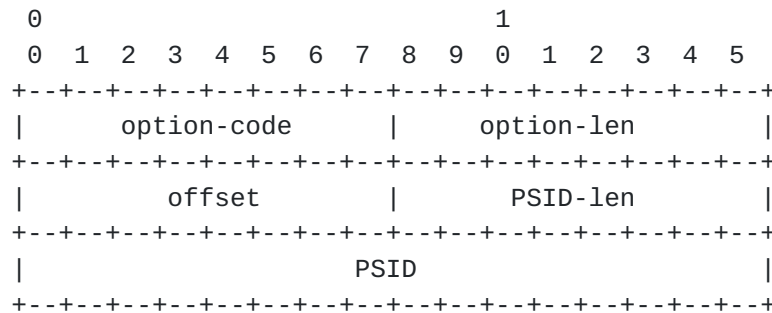 0                             1
0  1  2  3  4  5  6  7  8  9  0  1  2  3  4  5
+--+--+--+--+--+--+--+--+--+--+--+--+--+--+--+--+
|      option-code      |     option-len        |
+--+--+--+--+--+--+--+--+--+--+--+--+--+--+--+--+
|         offset        |       PSID-len        |
+--+--+--+--+--+--+--+--+--+--+--+--+--+--+--+--+
|                     PSID                      |
+--+--+--+--+--+--+--+--+--+--+--+--+--+--+--+--+